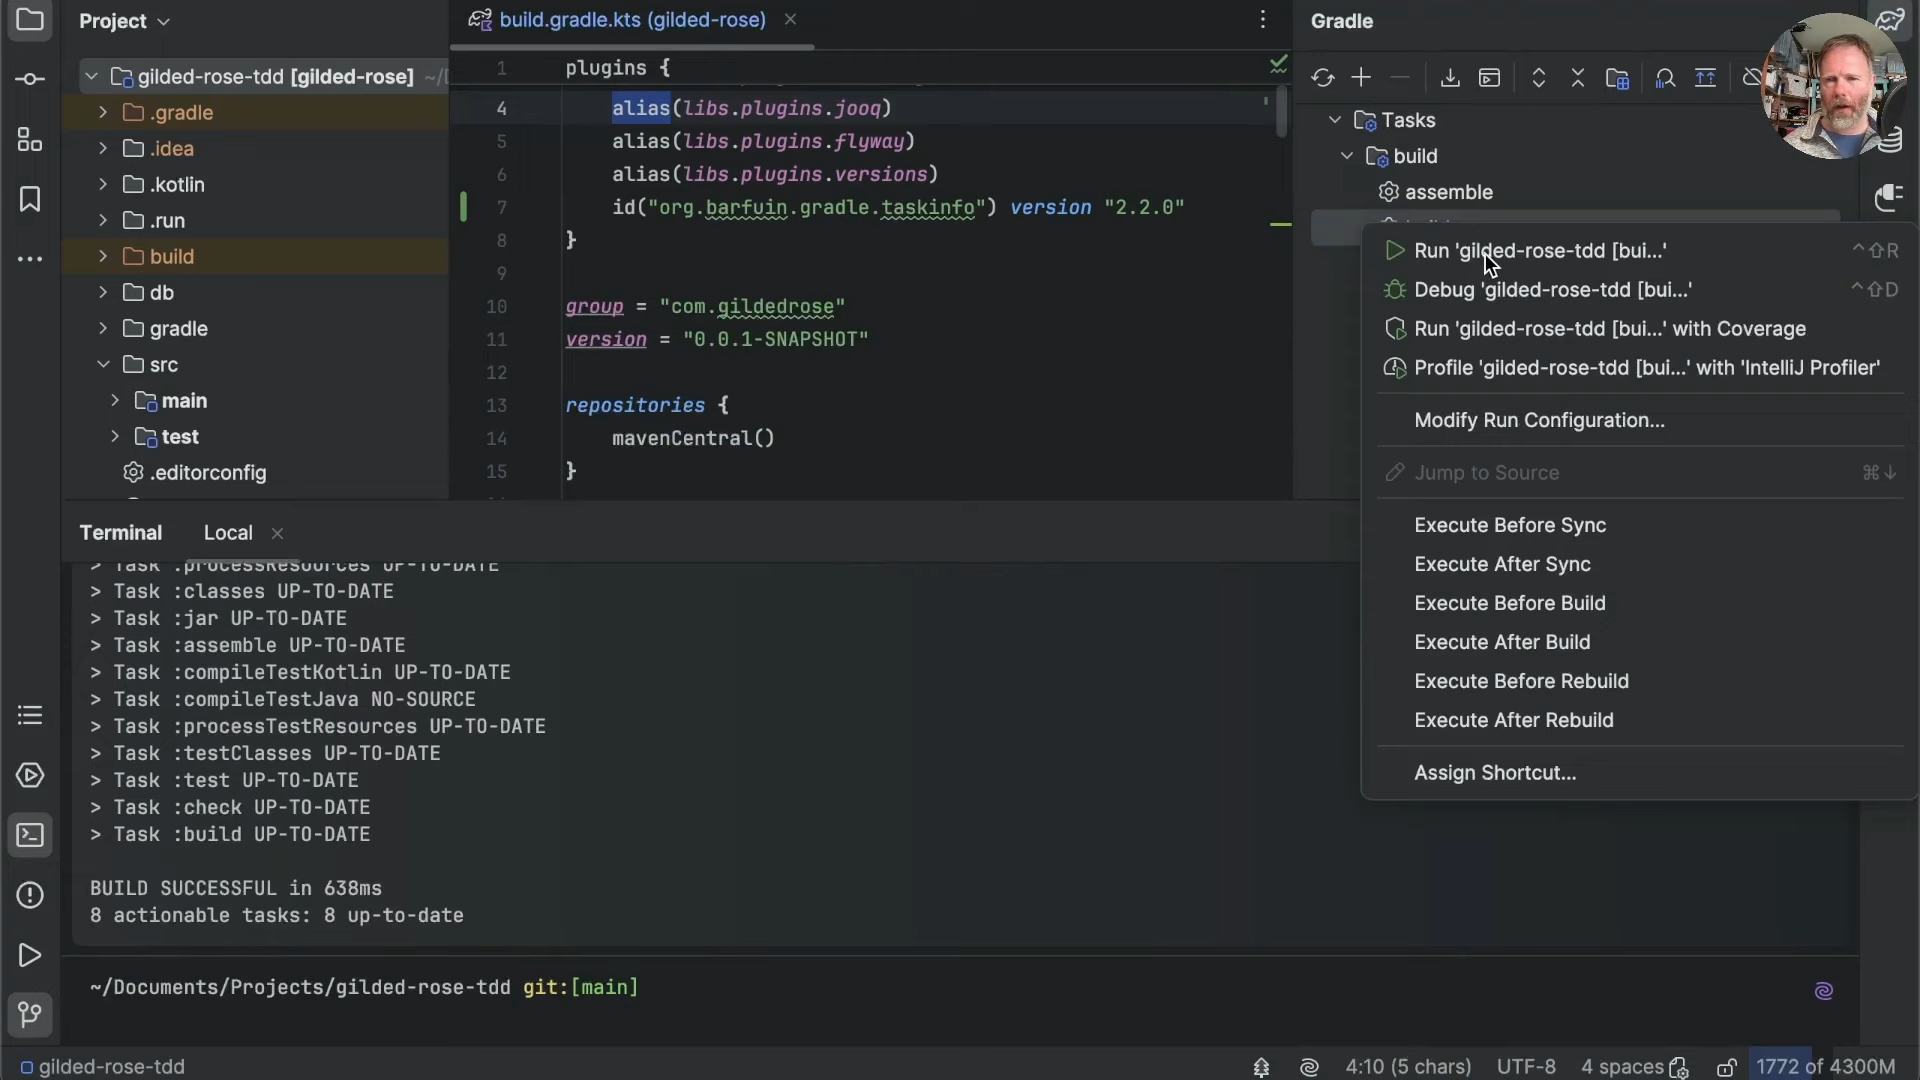 Project
gilded-rose-tdd [gilded-rose]
.gradle
.idea
.kotlin
.run
build
db
gradle
src
main
test
.editorconfig
build.gradle.kts (gilded-rose)
1 plugins {
4 alias(libs.plugins.jooq)
5 alias(libs.plugins.flyway)
6 alias(libs.plugins.versions)
7 id("org.barfuin.gradle.taskinfo") version "2.2.0"
8 }
9
10 group = "com.gildedrose"
11 version = "0.0.1-SNAPSHOT"
12
13 repositories {
14 mavenCentral()
15 }
Gradle
Tasks
build
assemble
Run 'gilded-rose-tdd [bui...' ⌃⇧R
Debug 'gilded-rose-tdd [bui...' ⌃⇧D
Run 'gilded-rose-tdd [bui...' with Coverage
Profile 'gilded-rose-tdd [bui...' with 'IntelliJ Profiler'
Modify Run Configuration...
Jump to Source ⌘↓
Execute Before Sync
Execute After Sync
Execute Before Build
Execute After Build
Execute Before Rebuild
Execute After Rebuild
Assign Shortcut...
Terminal Local
> Task :processResources UP-TO-DATE
> Task :classes UP-TO-DATE
> Task :jar UP-TO-DATE
> Task :assemble UP-TO-DATE
> Task :compileTestKotlin UP-TO-DATE
> Task :compileTestJava NO-SOURCE
> Task :processTestResources UP-TO-DATE
> Task :testClasses UP-TO-DATE
> Task :test UP-TO-DATE
> Task :check UP-TO-DATE
> Task :build UP-TO-DATE
BUILD SUCCESSFUL in 638ms
8 actionable tasks: 8 up-to-date
~/Documents/Projects/gilded-rose-tdd git:[main]
gilded-rose-tdd
4:10 (5 chars) UTF-8 4 spaces 1772 of 4300M